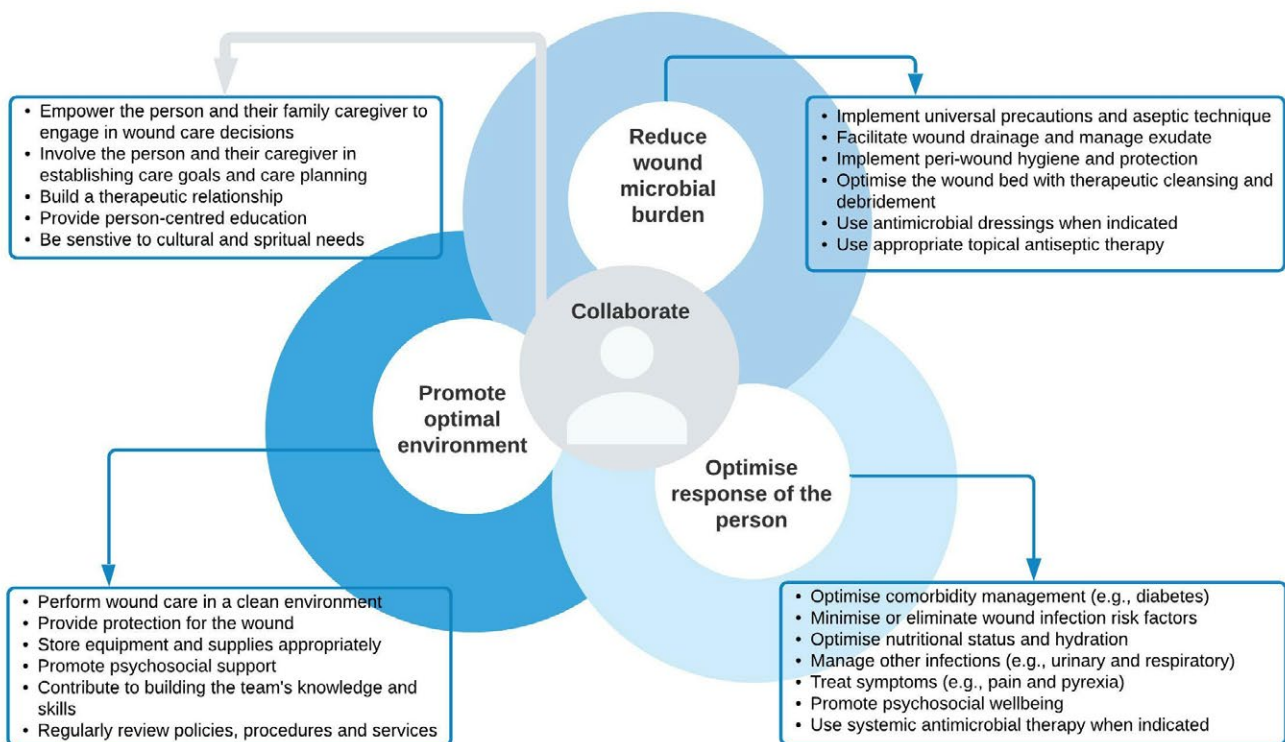 • Empower the person and their family caregiver to
engage in wound care decisions
• Involve the person and their caregiver in
establishing care goals and care planning
• Build a therapeutic relationship
• Provide person-centred education
• Be senstive to cultural and spritual needs
Reduce
wound
microbial
burden
• Implement universal precautions and aseptic technique
• Facilitate wound drainage and manage exudate
• Implement peri-wound hygiene and protection
• Optimise the wound bed with therapeutic cleansing and
debridement
• Use antimicrobial dressings when indicated
• Use appropriate topical antiseptic therapy
Collaborate
Promote
optimal
environment
Optimise
response of the
person
• Perform wound care in a clean environment
• Provide protection for the wound
• Store equipment and supplies appropriately
• Promote psychosocial support
• Contribute to building the team's knowledge and
skills
• Regularly review policies, procedures and services
• Optimise comorbidity management (e.g., diabetes)
• Minimise or eliminate wound infection risk factors
• Optimise nutritional status and hydration
• Manage other infections (e.g., urinary and respiratory)
• Treat symptoms (e.g., pain and pyrexia)
• Promote psychosocial wellbeing
• Use systemic antimicrobial therapy when indicated